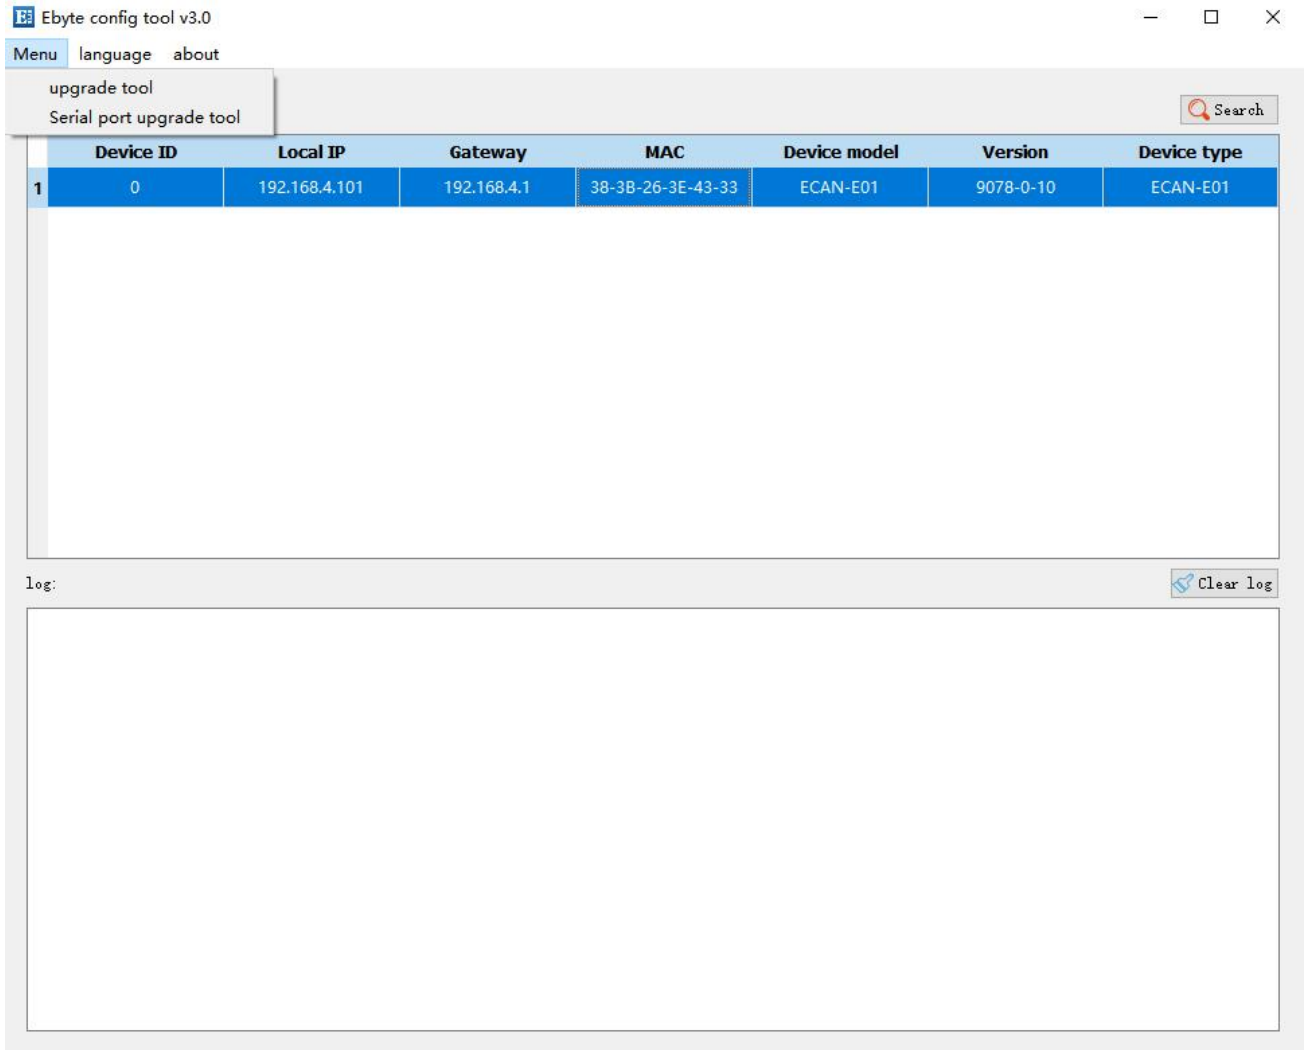 Ebyte config tool v3.0
Menu language about
upgrade tool
Serial port upgrade tool
Search
Device ID Local IP Gateway MAC Device model Version Device type
1 0 192.168.4.101 192.168.4.1 38-3B-26-3E-43-33 ECAN-E01 9078-0-10 ECAN-E01
log:
Clear log